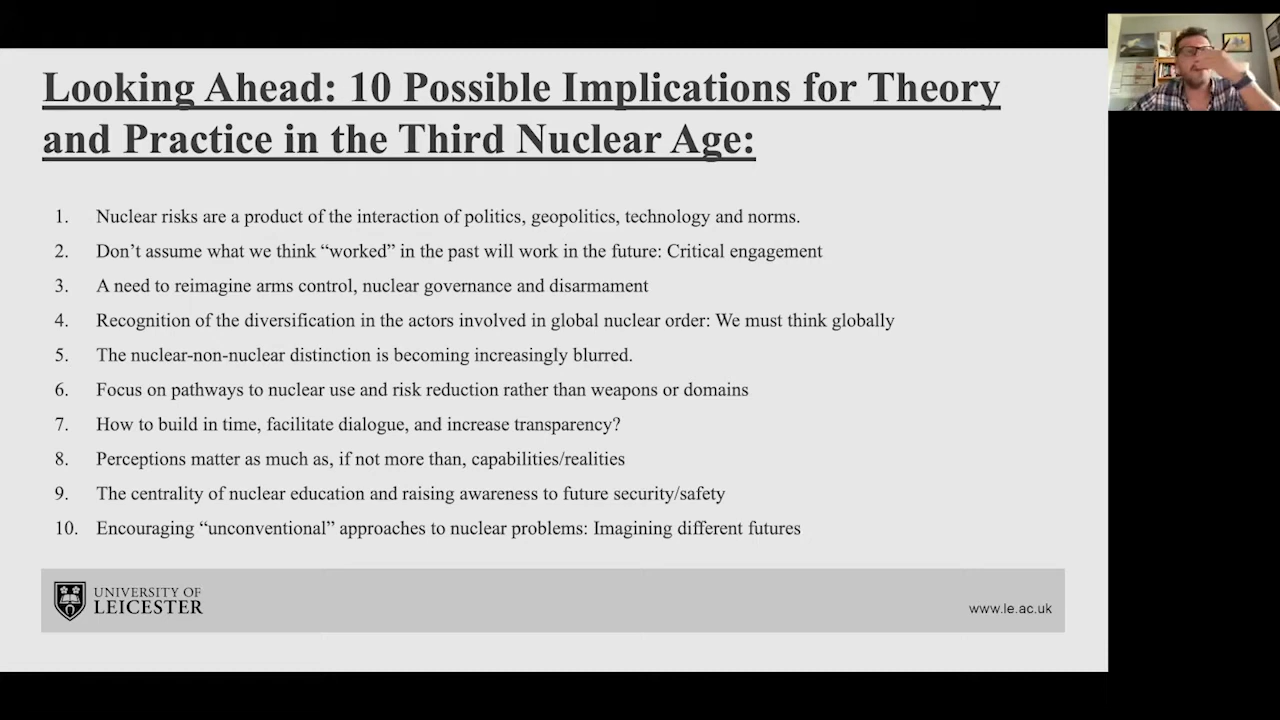 Looking Ahead: 10 Possible Implications for Theory
and Practice in the Third Nuclear Age:
1. Nuclear risks are a product of the interaction of politics, geopolitics, technology and norms.
2. Don’t assume what we think “worked” in the past will work in the future: Critical engagement
3. A need to reimagine arms control, nuclear governance and disarmament
4. Recognition of the diversification in the actors involved in global nuclear order: We must think globally
5. The nuclear-non-nuclear distinction is becoming increasingly blurred.
6. Focus on pathways to nuclear use and risk reduction rather than weapons or domains
7. How to build in time, facilitate dialogue, and increase transparency?
8. Perceptions matter as much as, if not more than, capabilities/realities
9. The centrality of nuclear education and raising awareness to future security/safety
10. Encouraging “unconventional” approaches to nuclear problems: Imagining different futures
UNIVERSITY OF
LEICESTER
www.le.ac.uk